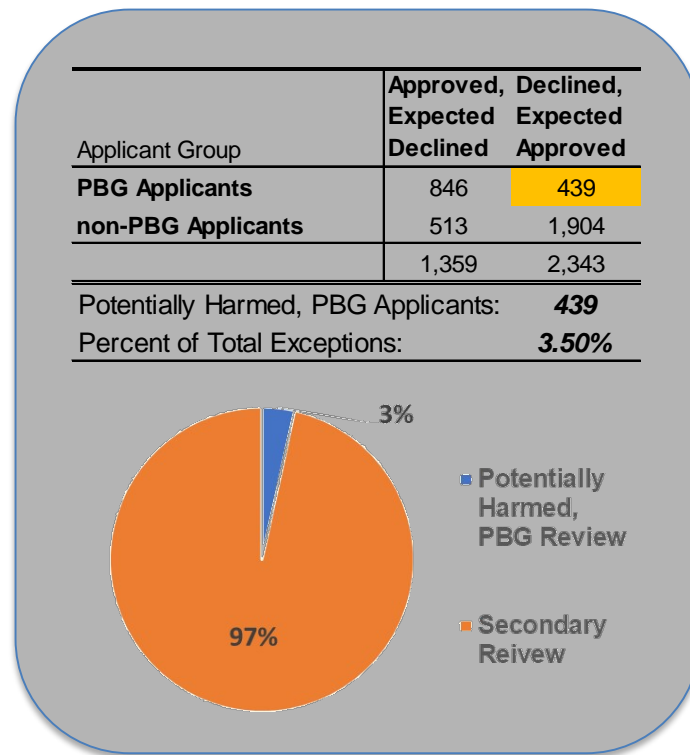 Applicant Group Approved, Expected Declined Declined, Expected Approved
PBG Applicants 846 439
non-PBG Applicants 513 1,904
1,359 2,343
Potentially Harmed, PBG Applicants: 439
Percent of Total Exceptions: 3.50%
3%
97%
Potentially
Harmed,
PBG Review
Secondary
Reivew